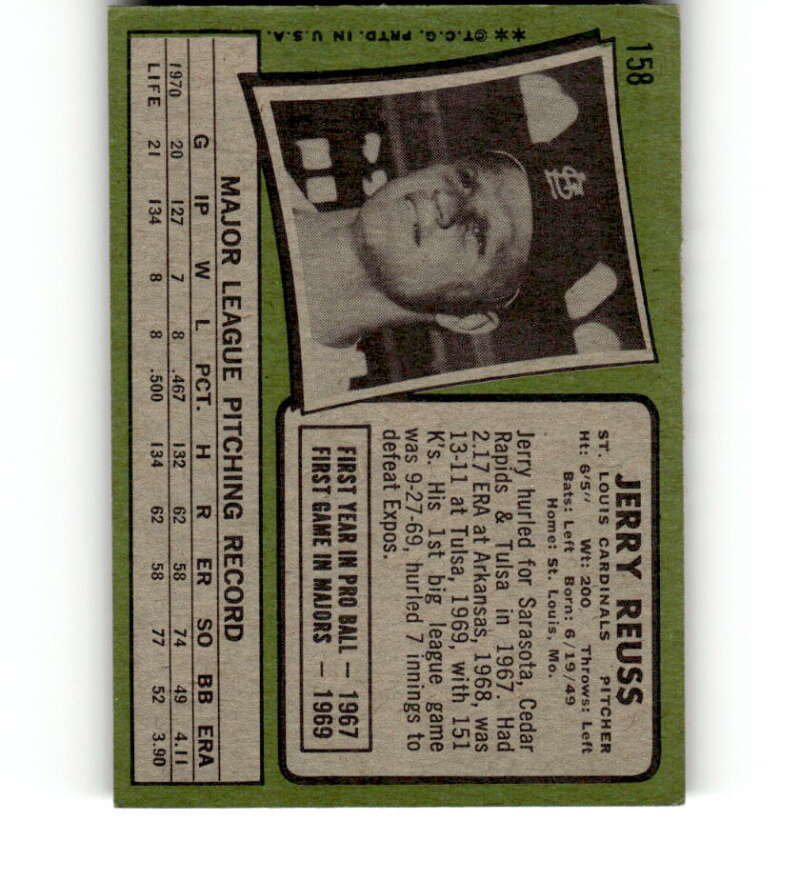 158
**©T.C.G. PRTD. IN U.S.A.
JERRY REUSS
ST. LOUIS CARDINALS PITCHER
Ht: 6'5" Wt: 200 Throws: Left
Bats: Left Born: 6/19/49
Home: St. Louis, Mo.
Jerry hurled for Sarasota, Cedar
Rapids & Tulsa in 1967. Had
2.17 ERA at Arkansas, 1968, was
13-11 at Tulsa, 1969, with 151
K's. His 1st big league game
was 9-27-69, hurled 7 innings to
defeat Expos.
FIRST YEAR IN PRO BALL — 1967
FIRST GAME IN MAJORS — 1969
MAJOR LEAGUE PITCHING RECORD
G IP W L PCT. H R ER SO BB ERA
1970 20 127 7 8 .467 132 62 58 74 49 4.11
LIFE 21 134 8 8 .500 134 62 58 77 52 3.90